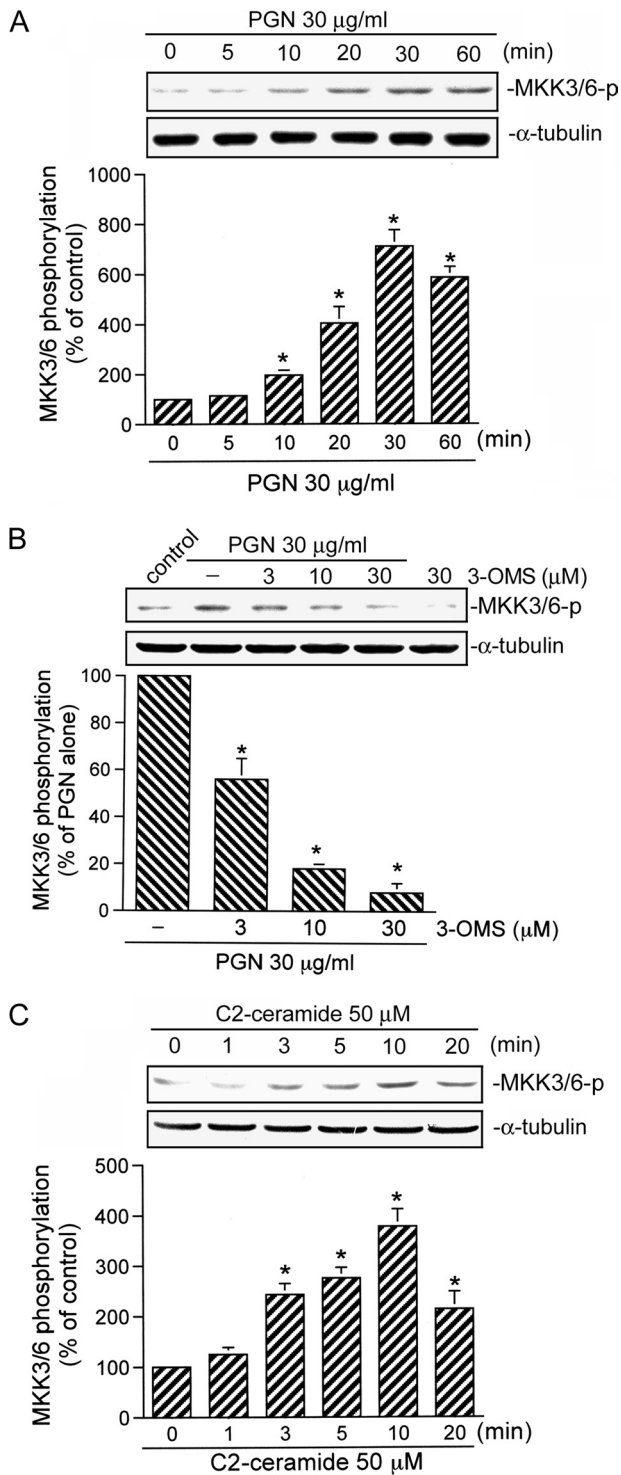 A
PGN 30 µg/ml
0 5 10 20 30 60 (min)
-MKK3/6-p
-α-tubulin
MKK3/6 phosphorylation
(% of control)
1000
800
600
400
200
0
* * * *
0 5 10 20 30 60 (min)
PGN 30 µg/ml
B
control
PGN 30 µg/ml
– 3 10 30 30 3-OMS (µM)
-MKK3/6-p
-α-tubulin
MKK3/6 phosphorylation
(% of PGN alone)
100
80
60
40
20
0
* * *
– 3 10 30 3-OMS (µM)
PGN 30 µg/ml
C
C2-ceramide 50 µM
0 1 3 5 10 20 (min)
-MKK3/6-p
-α-tubulin
MKK3/6 phosphorylation
(% of control)
500
400
300
200
100
0
* * * *
0 1 3 5 10 20 (min)
C2-ceramide 50 µM